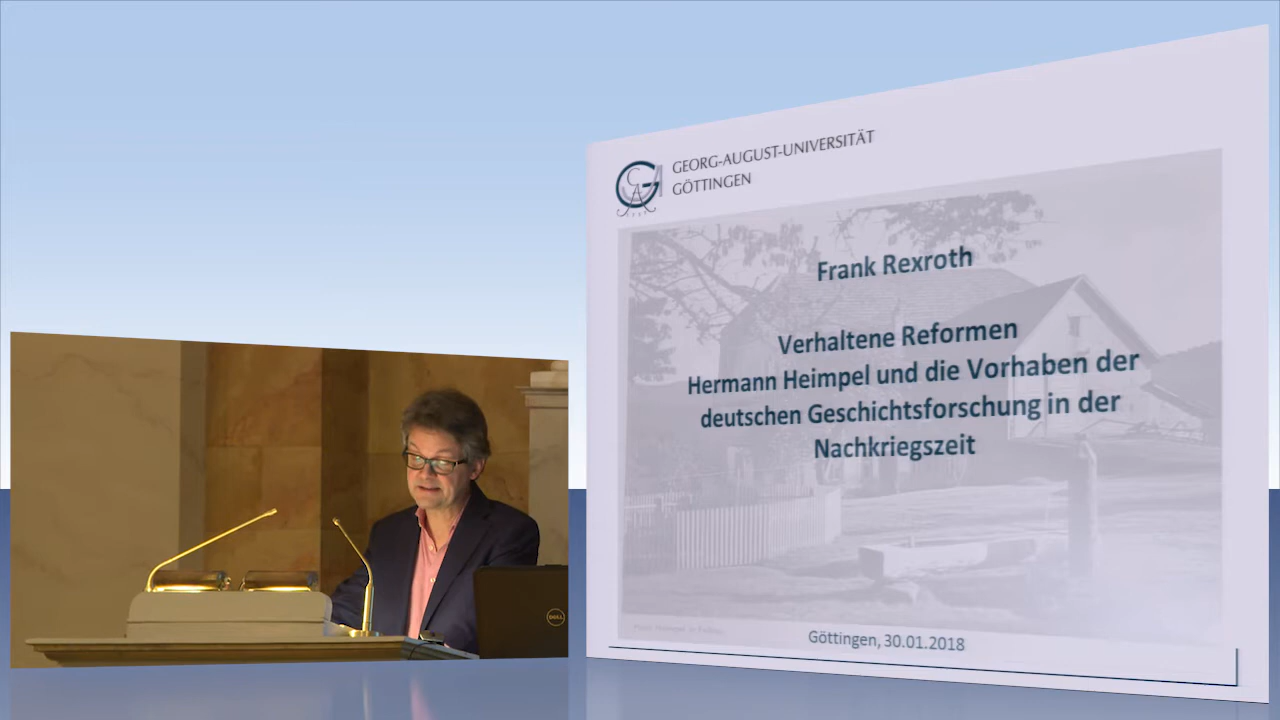 GEORG-AUGUST-UNIVERSITÄT
GÖTTINGEN
Frank Rexroth
Verhaltene Reformen
Hermann Heimpel und die Vorhaben der
deutschen Geschichtsforschung in der
Nachkriegszeit
Göttingen, 30.01.2018
DELL